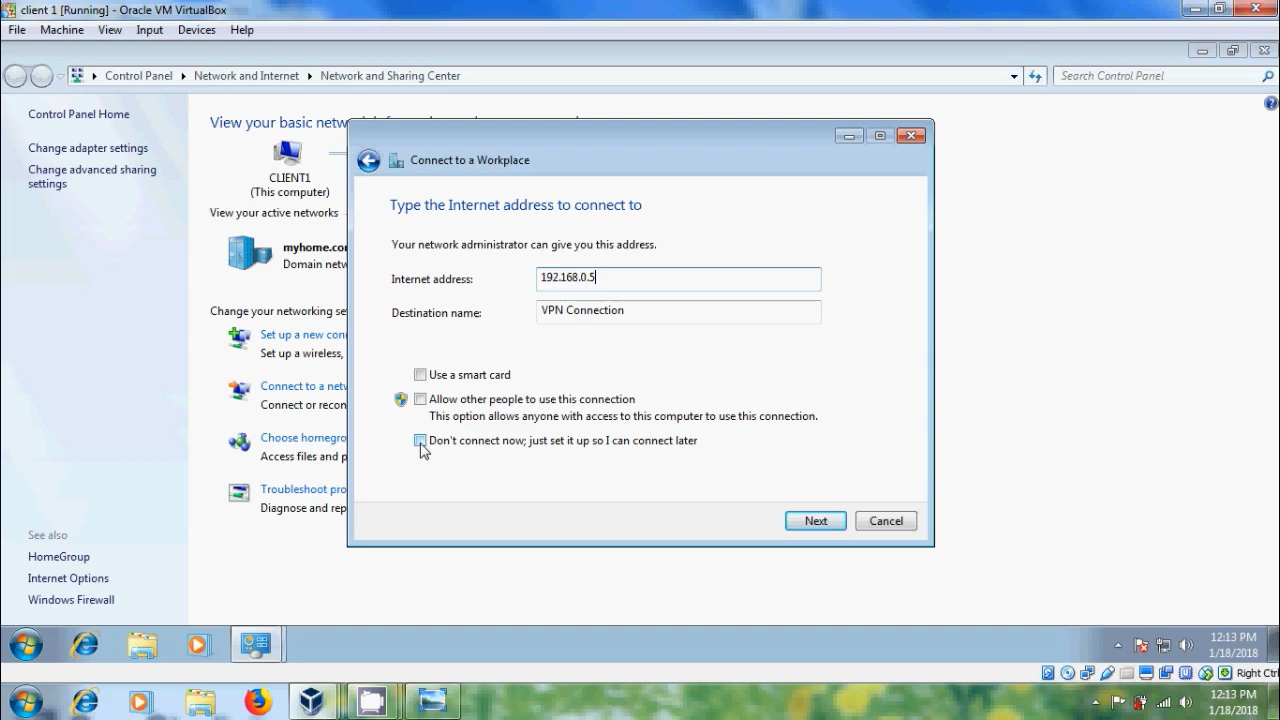 client 1 [Running] - Oracle VM VirtualBox
File Machine View Input Devices Help
Control Panel Network and Internet Network and Sharing Center
Search Control Panel
Control Panel Home
Change adapter settings
Change advanced sharing
settings
See also
HomeGroup
Internet Options
Windows Firewall
View your basic netw
CLIENT1
(This computer)
View your active networks
myhome.co
Domain netw
Change your networking se
Set up a new con
Set up a wireless,
Connect to a netw
Connect or recon
Choose homegro
Access files and p
Troubleshoot pro
Diagnose and rep
Connect to a Workplace
Type the Internet address to connect to
Your network administrator can give you this address.
Internet address: 192.168.0.5
Destination name: VPN Connection
Use a smart card
Allow other people to use this connection
This option allows anyone with access to this computer to use this connection.
Don't connect now; just set it up so I can connect later
Next Cancel
12:13 PM
1/18/2018
Right Ctrl
12:13 PM
1/18/2018